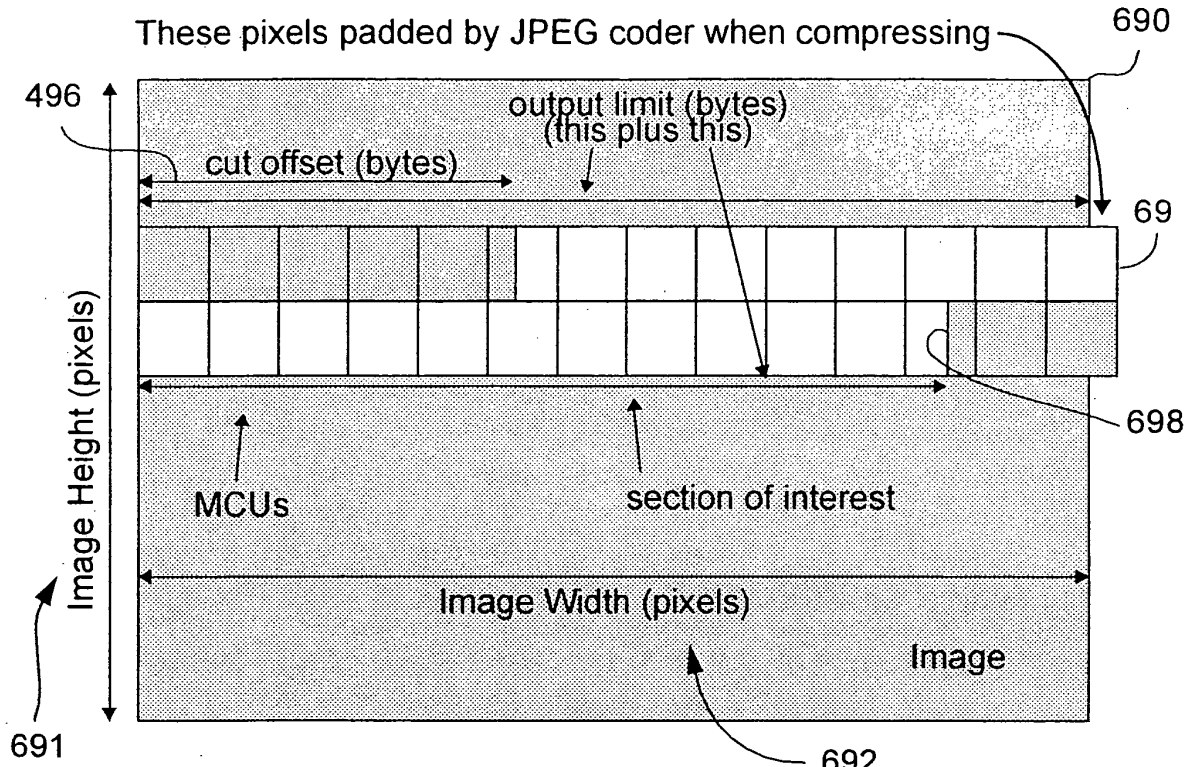 These pixels padded by JPEG coder when compressing
690
496
output limit (bytes)
(this plus this)
cut offset (bytes)
69
Image Height (pixels)
698
MCUs
section of interest
Image Width (pixels)
Image
691
692